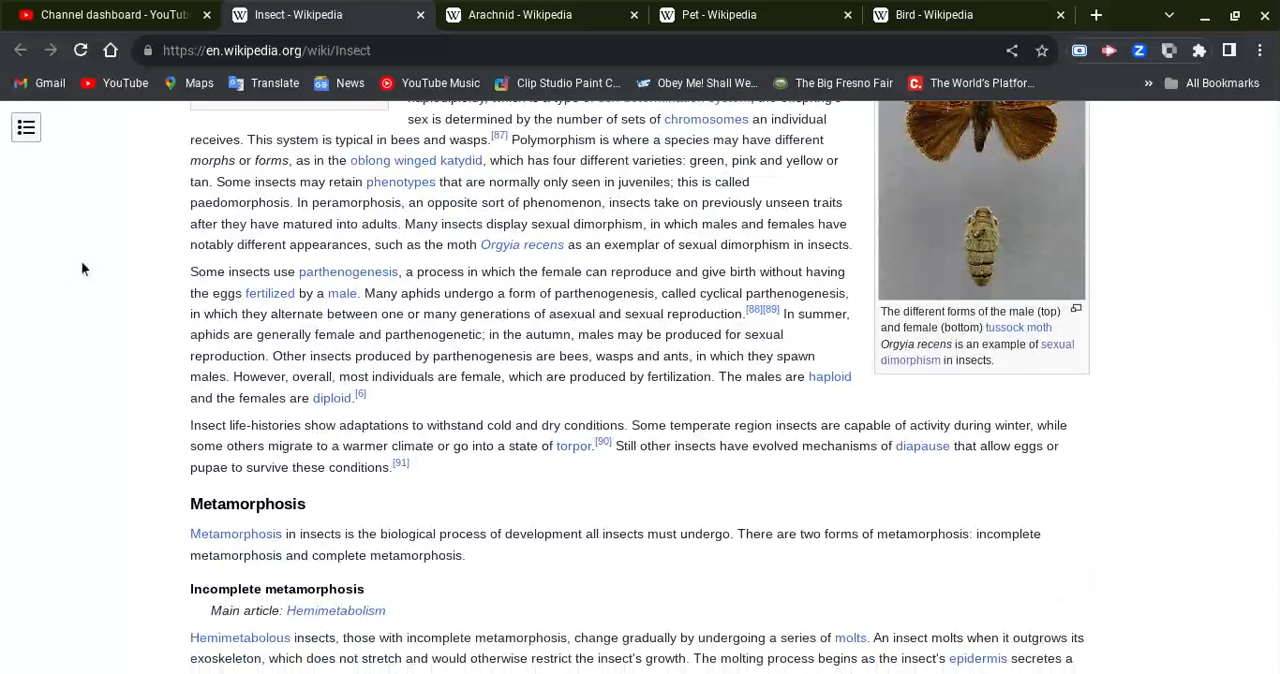 Channel dashboard - YouTub
Insect - Wikipedia
Arachnid - Wikipedia
Pet - Wikipedia
Bird - Wikipedia
https://en.wikipedia.org/wiki/Insect
Gmail
YouTube
Maps
Translate
News
YouTube Music
Clip Studio Paint C...
Obey Me! Shall We...
The Big Fresno Fair
The World's Platfor...
» All Bookmarks
haplodiploidy, which is a type of sex-determination system, the offspring's
sex is determined by the number of sets of chromosomes an individual
receives. This system is typical in bees and wasps.[87] Polymorphism is where a species may have different
morphs or forms, as in the oblong winged katydid, which has four different varieties: green, pink and yellow or
tan. Some insects may retain phenotypes that are normally only seen in juveniles; this is called
paedomorphosis. In peramorphosis, an opposite sort of phenomenon, insects take on previously unseen traits
after they have matured into adults. Many insects display sexual dimorphism, in which males and females have
notably different appearances, such as the moth Orgyia recens as an exemplar of sexual dimorphism in insects.
Some insects use parthenogenesis, a process in which the female can reproduce and give birth without having
the eggs fertilized by a male. Many aphids undergo a form of parthenogenesis, called cyclical parthenogenesis,
in which they alternate between one or many generations of asexual and sexual reproduction.[88][89] In summer,
aphids are generally female and parthenogenetic; in the autumn, males may be produced for sexual
reproduction. Other insects produced by parthenogenesis are bees, wasps and ants, in which they spawn
males. However, overall, most individuals are female, which are produced by fertilization. The males are haploid
and the females are diploid.[6]
The different forms of the male (top)
and female (bottom) tussock moth
Orgyia recens is an example of sexual
dimorphism in insects.
Insect life-histories show adaptations to withstand cold and dry conditions. Some temperate region insects are capable of activity during winter, while
some others migrate to a warmer climate or go into a state of torpor.[90] Still other insects have evolved mechanisms of diapause that allow eggs or
pupae to survive these conditions.[91]
Metamorphosis
Metamorphosis in insects is the biological process of development all insects must undergo. There are two forms of metamorphosis: incomplete
metamorphosis and complete metamorphosis.
Incomplete metamorphosis
Main article: Hemimetabolism
Hemimetabolous insects, those with incomplete metamorphosis, change gradually by undergoing a series of molts. An insect molts when it outgrows its
exoskeleton, which does not stretch and would otherwise restrict the insect's growth. The molting process begins as the insect's epidermis secretes a